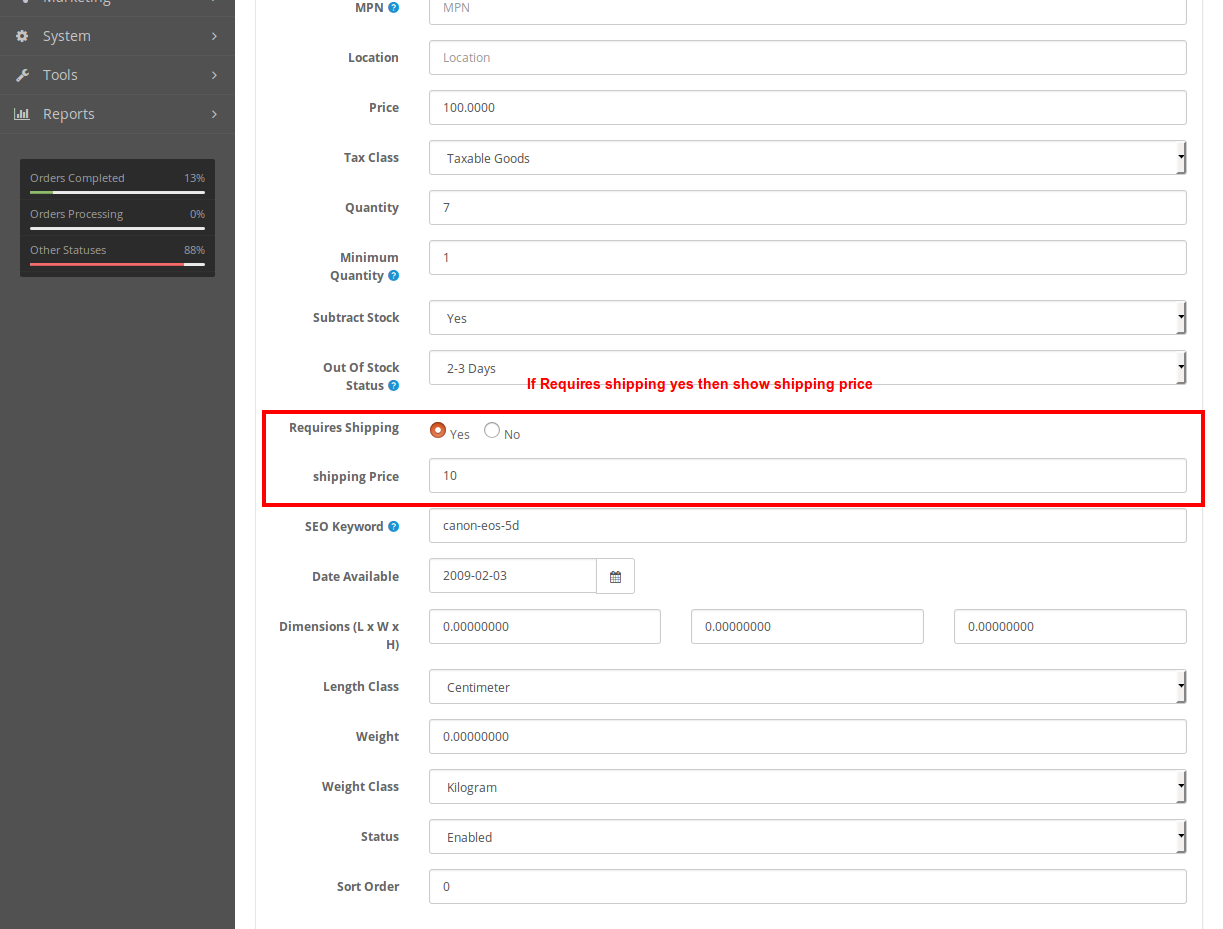 Marketing
System
Tools
Reports
Orders Completed 13%
Orders Processing 0%
Other Statuses 88%
MPN ? MPN
Location Location
Price 100.0000
Tax Class Taxable Goods
Quantity 7
Minimum
Quantity ? 1
Subtract Stock Yes
Out Of Stock
Status ? 2-3 Days
If Requires shipping yes then show shipping price
Requires Shipping Yes No
shipping Price 10
SEO Keyword ? canon-eos-5d
Date Available 2009-02-03
Dimensions (L x W x
H) 0.00000000 0.00000000 0.00000000
Length Class Centimeter
Weight 0.00000000
Weight Class Kilogram
Status Enabled
Sort Order 0